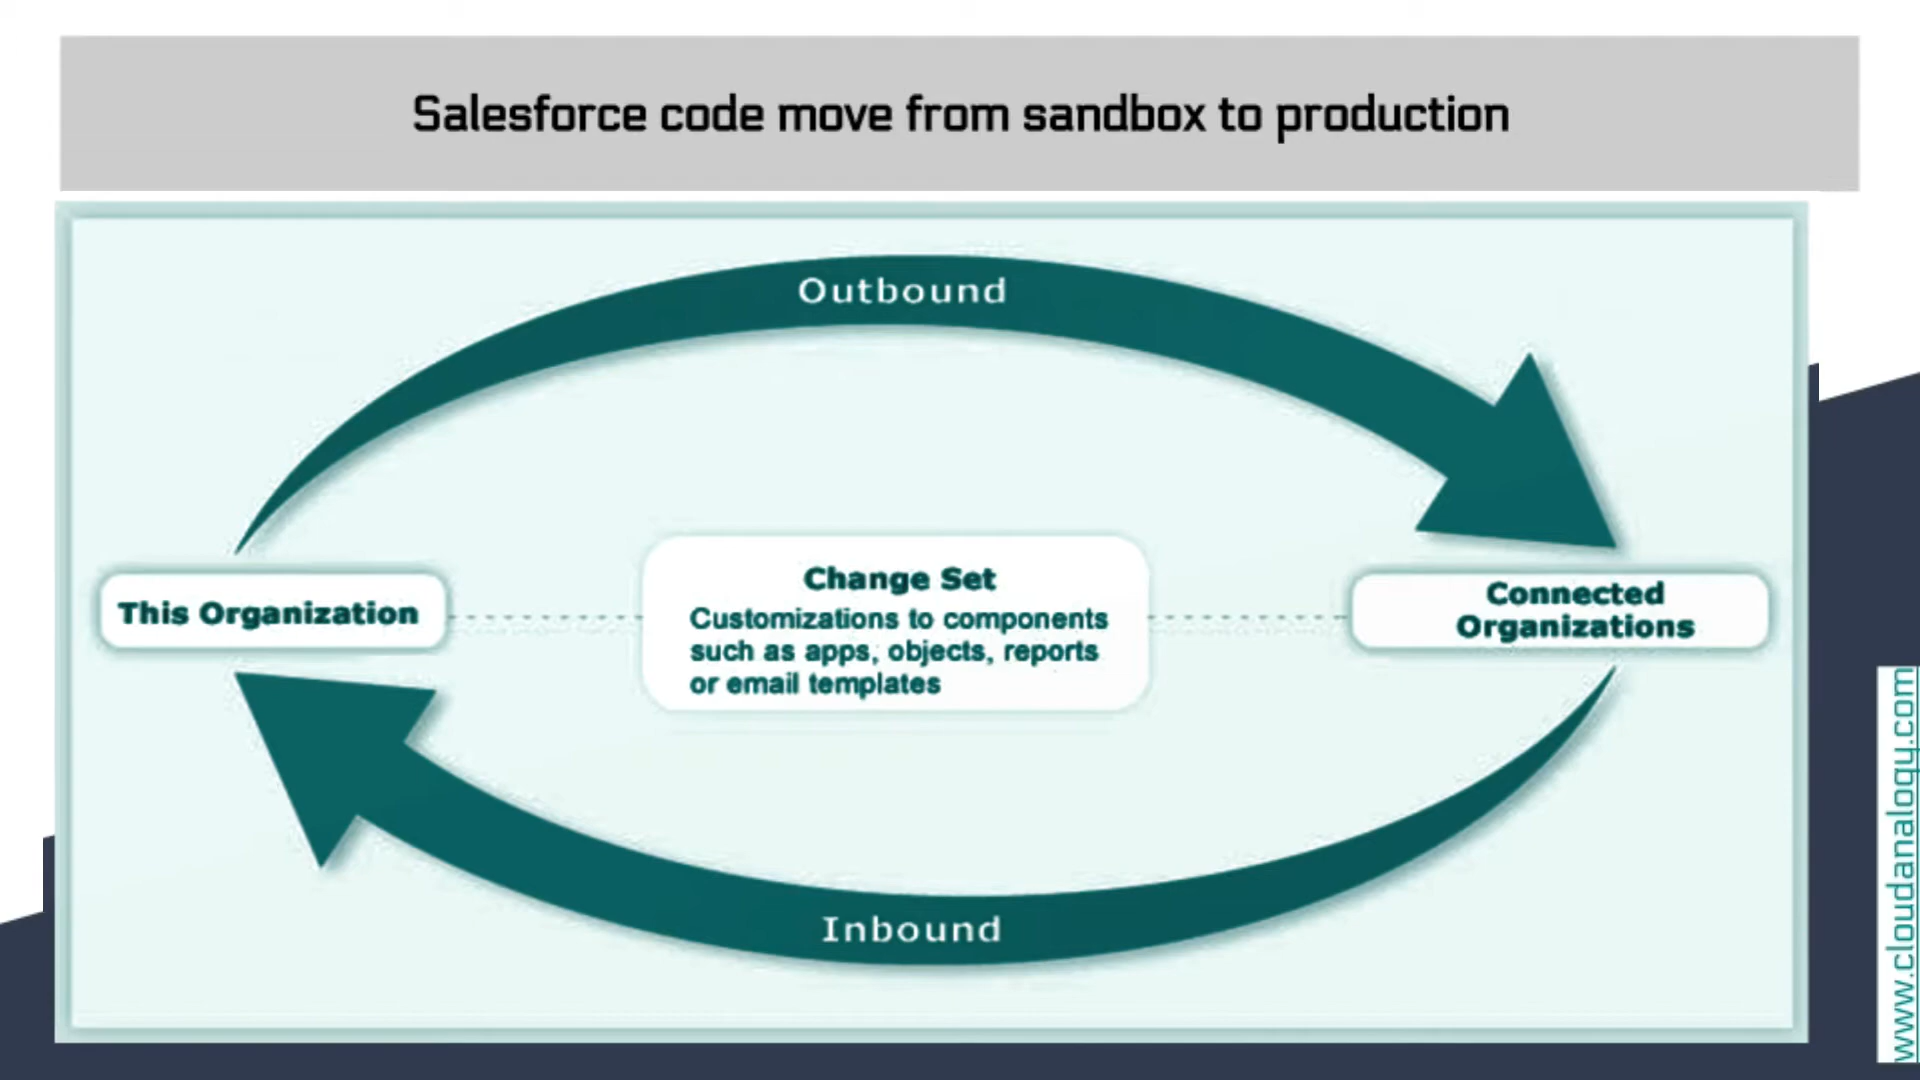 Salesforce code move from sandbox to production
Outbound
This Organization
Change Set
Customizations to components
such as apps, objects, reports
or email templates
Connected
Organizations
Inbound
www.cloudanalogy.com